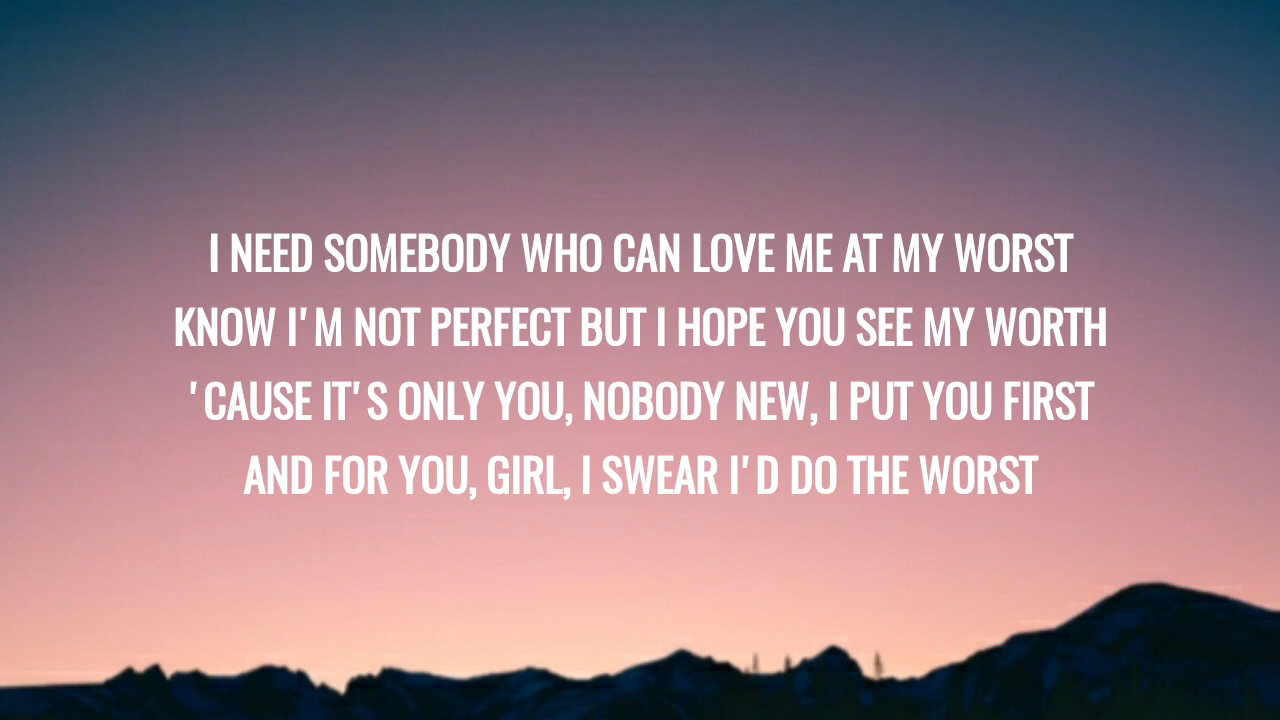 I NEED SOMEBODY WHO CAN LOVE ME AT MY WORST
KNOW I'M NOT PERFECT BUT I HOPE YOU SEE MY WORTH
'CAUSE IT'S ONLY YOU, NOBODY NEW, I PUT YOU FIRST
AND FOR YOU, GIRL, I SWEAR I'D DO THE WORST